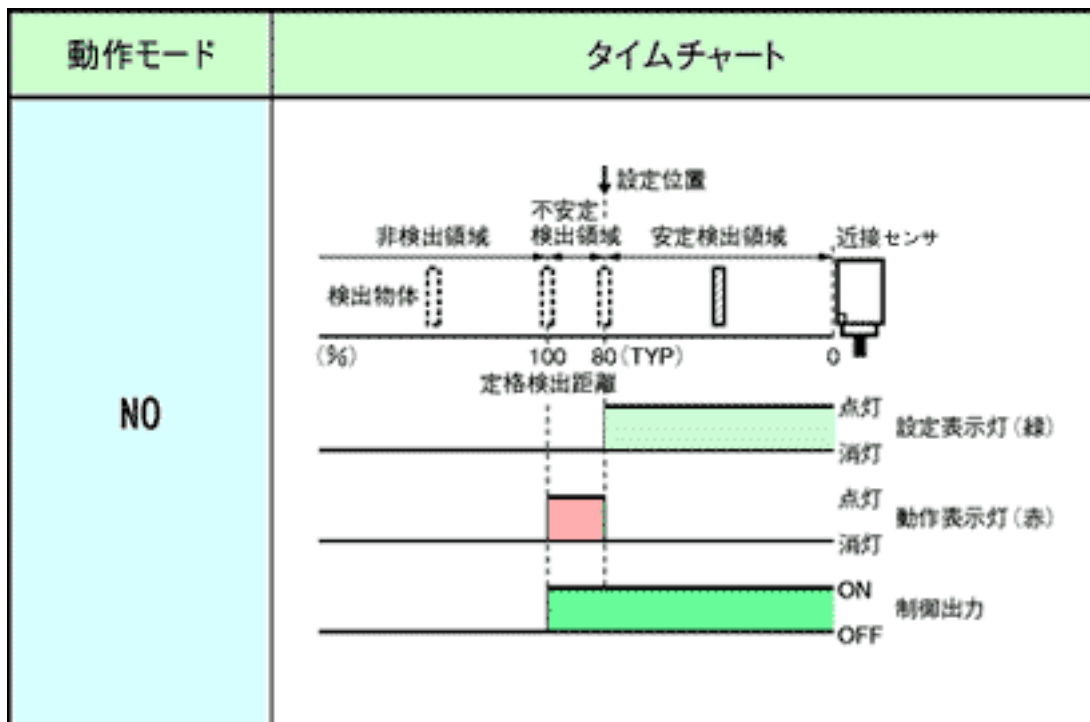 動作モード
タイムチャート
NO
設定位置
不安定
非検出領域 検出領域 安定検出領域 近接センサ
検出物体
(%) 100 80(TYP) 0
定格検出距離
点灯
設定表示灯(緑)
消灯
点灯
動作表示灯(赤)
消灯
ON
制御出力
OFF